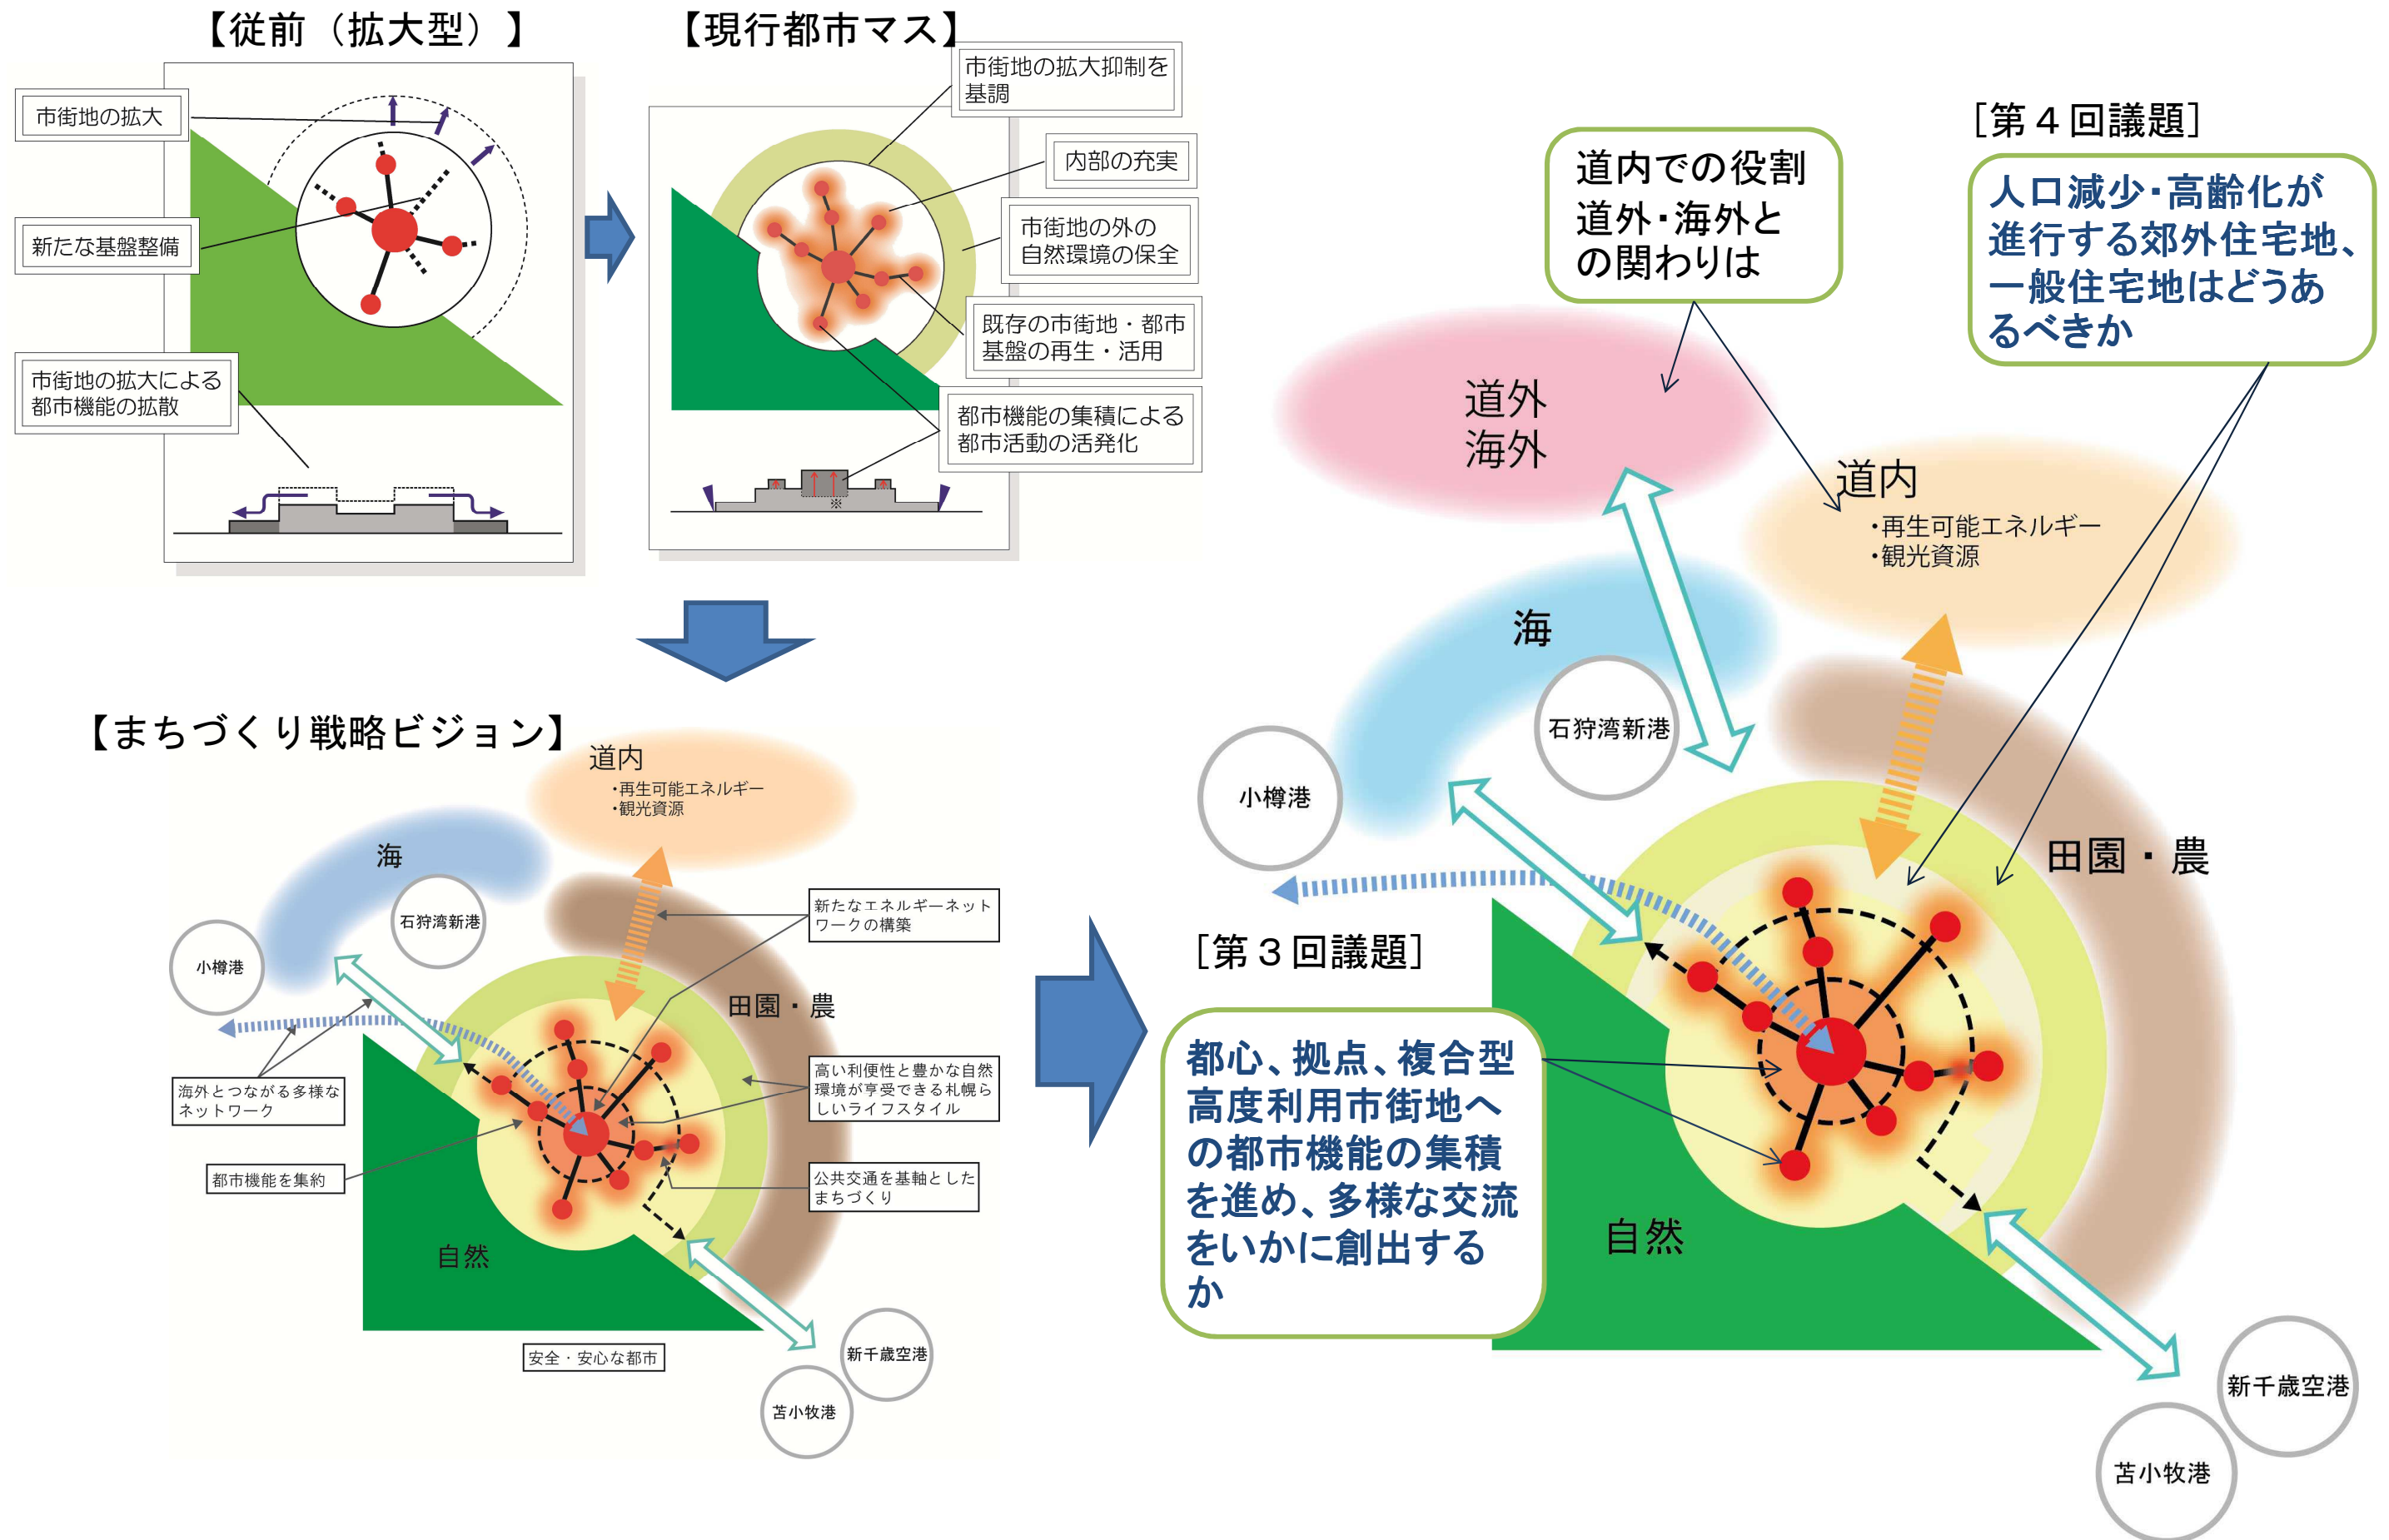 【従前（拡大型）】
市街地の拡大
新たな基盤整備
市街地の拡大による
都市機能の拡散
【現行都市マス】
市街地の拡大抑制を
基調
内部の充実
市街地の外の
自然環境の保全
既存の市街地・都市
基盤の再生・活用
都市機能の集積による
都市活動の活発化
※
【まちづくり戦略ビジョン】
道内
・再生可能エネルギー
・観光資源
海
石狩湾新港
小樽港
新たなエネルギーネット
ワークの構築
田園・農
海外とつながる多様な
ネットワーク
高い利便性と豊かな自然
環境が享受できる札幌ら
しいライフスタイル
都市機能を集約
公共交通を基軸とした
まちづくり
自然
安全・安心な都市
新千歳空港
苫小牧港
道内での役割
道外・海外と
の関わりは
［第４回議題］
人口減少・高齢化が
進行する郊外住宅地、
一般住宅地はどうあ
るべきか
道外
海外
道内
・再生可能エネルギー
・観光資源
海
石狩湾新港
小樽港
田園・農
［第３回議題］
都心、拠点、複合型
高度利用市街地へ
の都市機能の集積
を進め、多様な交流
をいかに創出する
か
自然
新千歳空港
苫小牧港